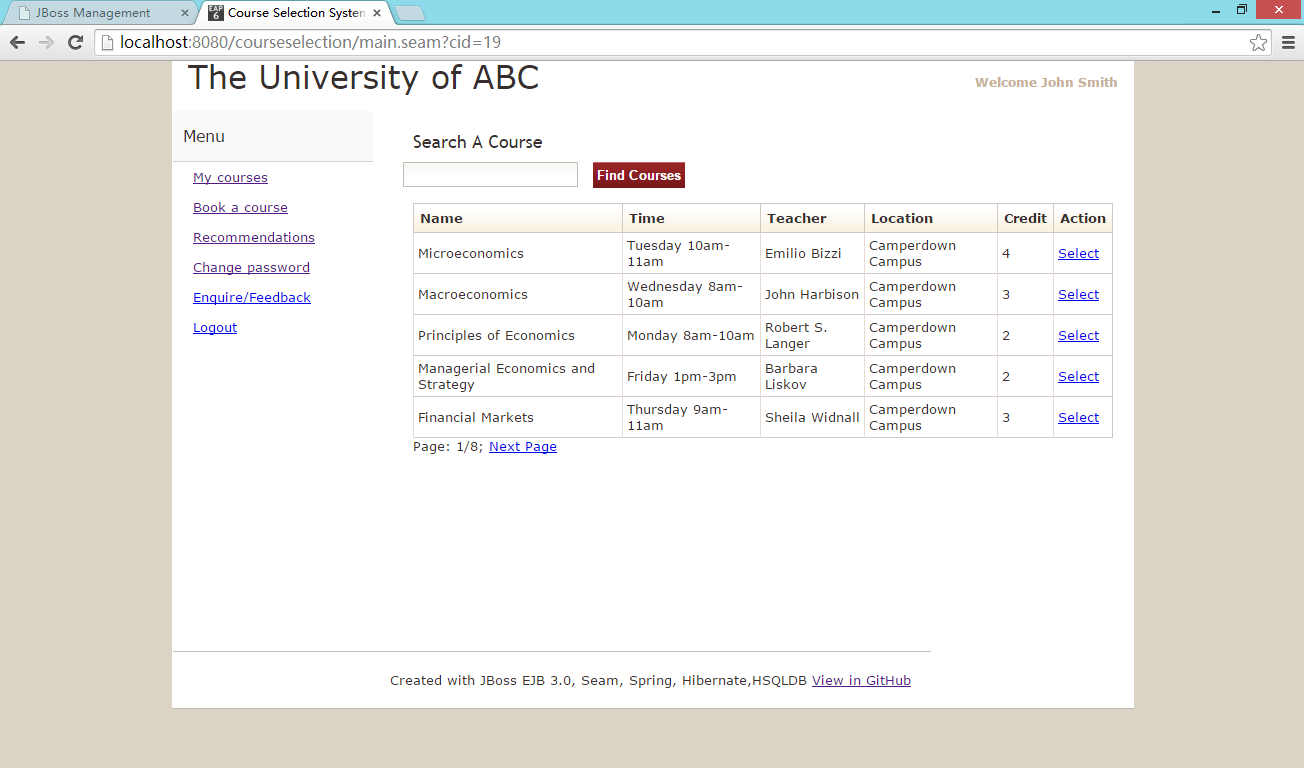 JBoss Management
EAP 6
Course Selection System
localhost:8080/courseselection/main.seam?cid=19
The University of ABC
Welcome John Smith
Menu
My courses
Book a course
Recommendations
Change password
Enquire/Feedback
Logout
Search A Course
Find Courses
Name Time Teacher Location Credit Action
Microeconomics Tuesday 10am-
11am Emilio Bizzi Camperdown
Campus 4 Select
Macroeconomics Wednesday 8am-
10am John Harbison Camperdown
Campus 3 Select
Principles of Economics Monday 8am-10am Robert S.
Langer Camperdown
Campus 2 Select
Managerial Economics and
Strategy Friday 1pm-3pm Barbara
Liskov Camperdown
Campus 2 Select
Financial Markets Thursday 9am-
11am Sheila Widnall Camperdown
Campus 3 Select
Page: 1/8; Next Page
Created with JBoss EJB 3.0, Seam, Spring, Hibernate,HSQLDB View in GitHub